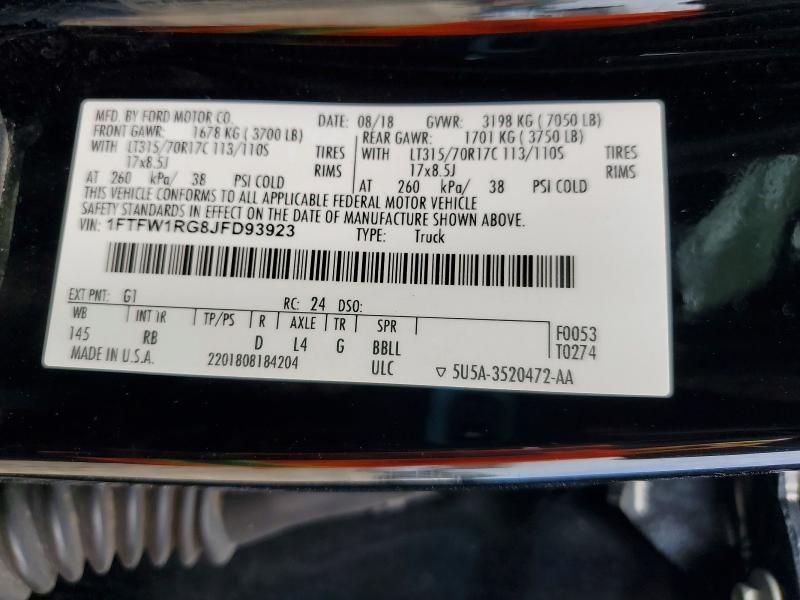 MFD. BY FORD MOTOR CO. DATE: 08/18 GVWR: 3198 KG ( 7050 LB)
FRONT GAWR: 1678 KG ( 3700 LB) REAR GAWR: 1701 KG ( 3750 LB)
WITH LT315/70R17C 113/110S TIRES WITH LT315/70R17C 113/110S TIRES
17x8.5J RIMS 17x8.5J RIMS
AT 260 kPa/ 38 PSI COLD AT 260 kPa/ 38 PSI COLD
THIS VEHICLE CONFORMS TO ALL APPLICABLE FEDERAL MOTOR VEHICLE
SAFETY STANDARDS IN EFFECT ON THE DATE OF MANUFACTURE SHOWN ABOVE.
VIN: 1FTFW1RG8JFD93923 TYPE: Truck
EXT PNT: G1 RC: 24 DSO:
WB INT TR TP/PS R AXLE TR SPR F0053
145 RB D L4 G BBLL T0274
MADE IN U.S.A. 2201808184204 ULC ▽ 5U5A-3520472-AA